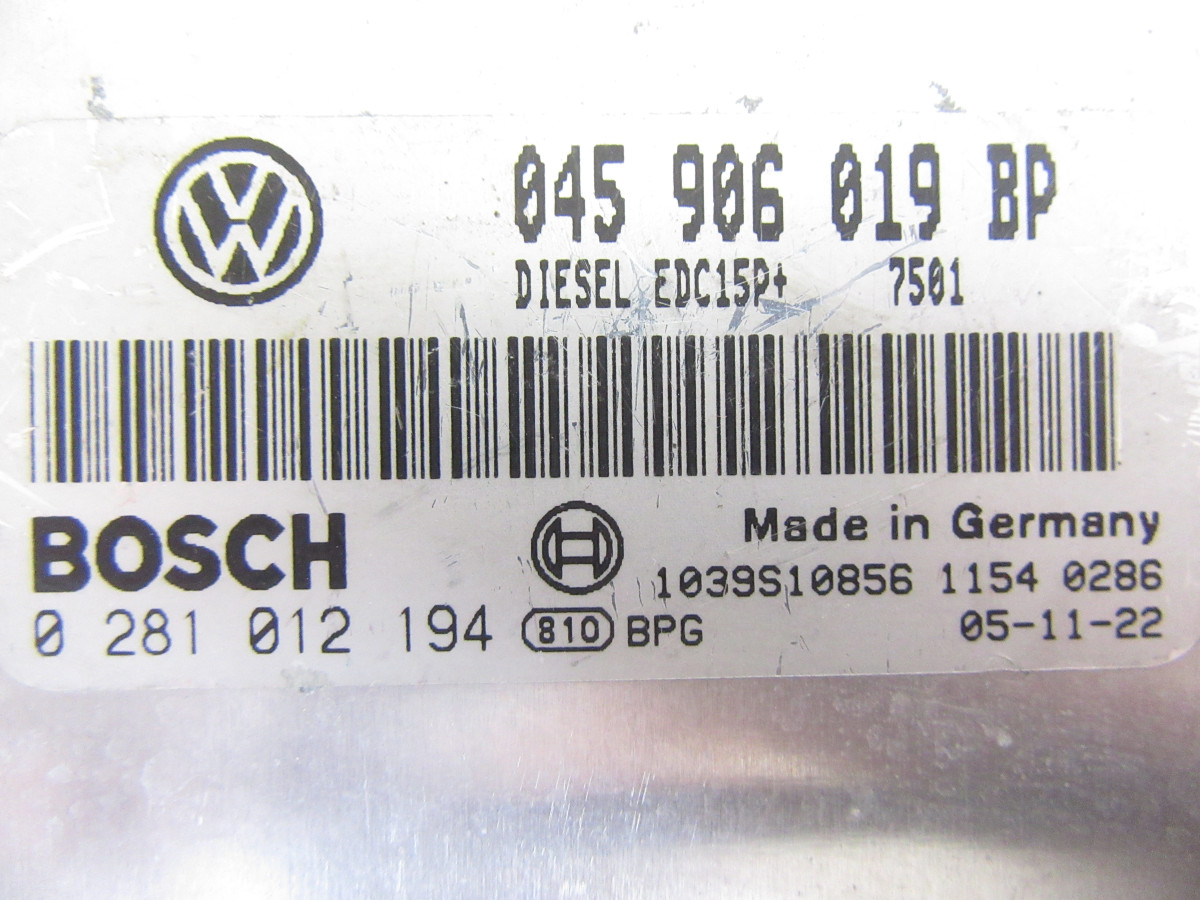 045 906 019 BP
DIESEL EDC15P+ 7501
BOSCH
Made in Germany
1039S10856 1154 0286
0 281 012 194 810 BPG
05-11-22